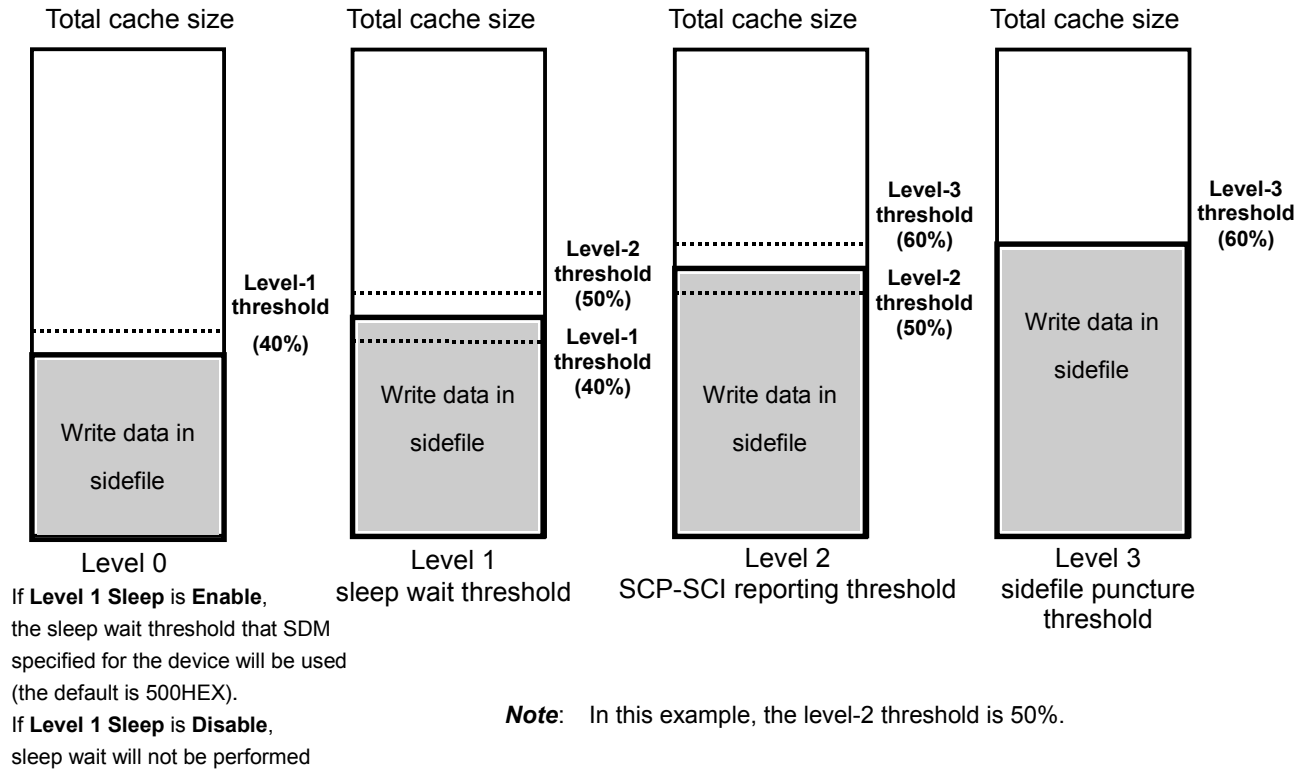 Total cache size
Total cache size
Total cache size
Total cache size
Level-1
threshold
(40%)
Write data in
sidefile
Level-2
threshold
(50%)
Level-1
threshold
(40%)
Write data in
sidefile
Level-3
threshold
(60%)
Level-2
threshold
(50%)
Write data in
sidefile
Level-3
threshold
(60%)
Write data in
sidefile
Level 0
If Level 1 Sleep is Enable,
the sleep wait threshold that SDM
specified for the device will be used
(the default is 500HEX).
If Level 1 Sleep is Disable,
sleep wait will not be performed
Level 1
sleep wait threshold
Level 2
SCP-SCI reporting threshold
Level 3
sidefile puncture
threshold
Note: In this example, the level-2 threshold is 50%.